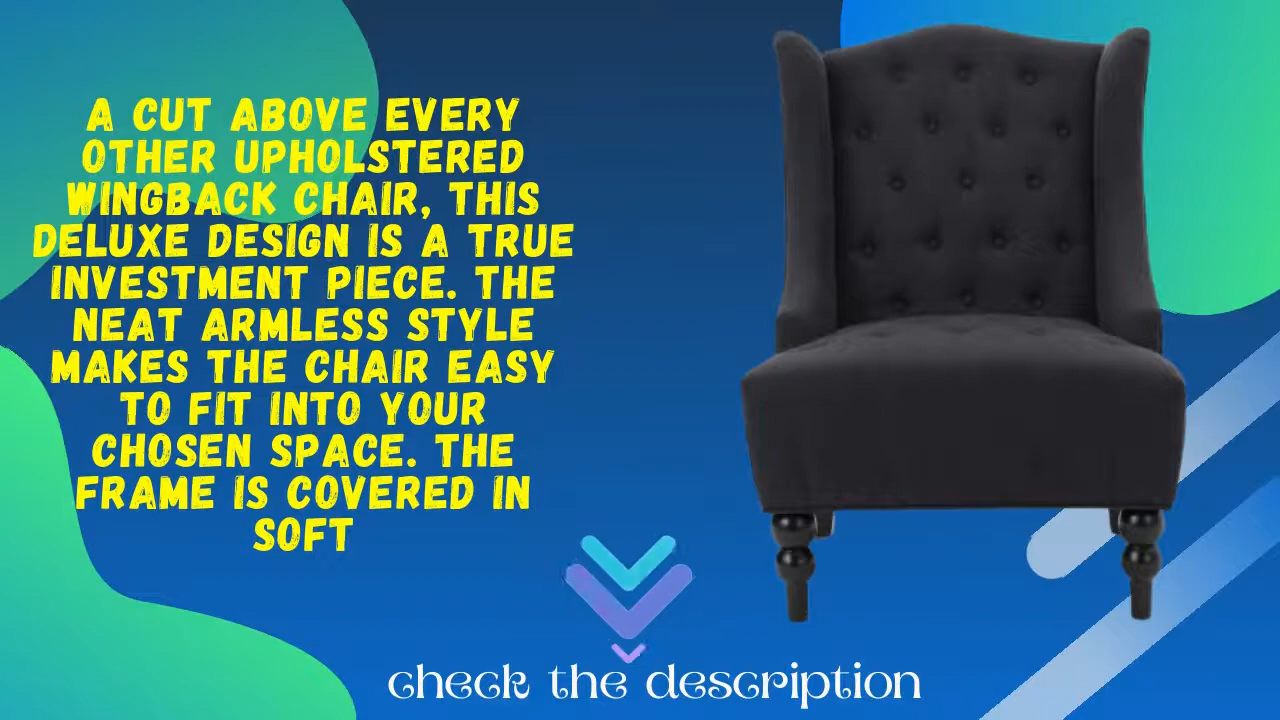 A CUT ABOVE EVERY
OTHER UPHOLSTERED
WINGBACK CHAIR, THIS
DELUXE DESIGN IS A TRUE
INVESTMENT PIECE. THE
NEAT ARMLESS STYLE
MAKES THE CHAIR EASY
TO FIT INTO YOUR
CHOSEN SPACE. THE
FRAME IS COVERED IN
SOFT
check the description